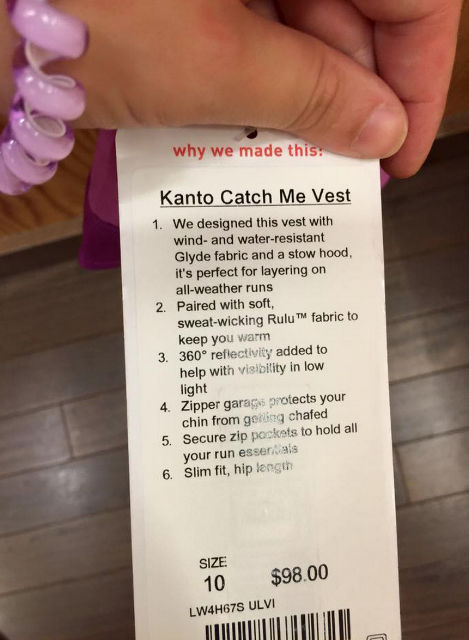 why we made this:
Kanto Catch Me Vest
1. We designed this vest with
wind- and water-resistant
Glyde fabric and a stow hood,
it's perfect for layering on
all-weather runs
2. Paired with soft,
sweat-wicking Rulu™ fabric to
keep you warm
3. 360° reflectivity added to
help with visibility in low
light
4. Zipper garage protects your
chin from getting chafed
5. Secure zip pockets to hold all
your run essentials
6. Slim fit, hip length
SIZE
10 $98.00
LW4H67S ULVI